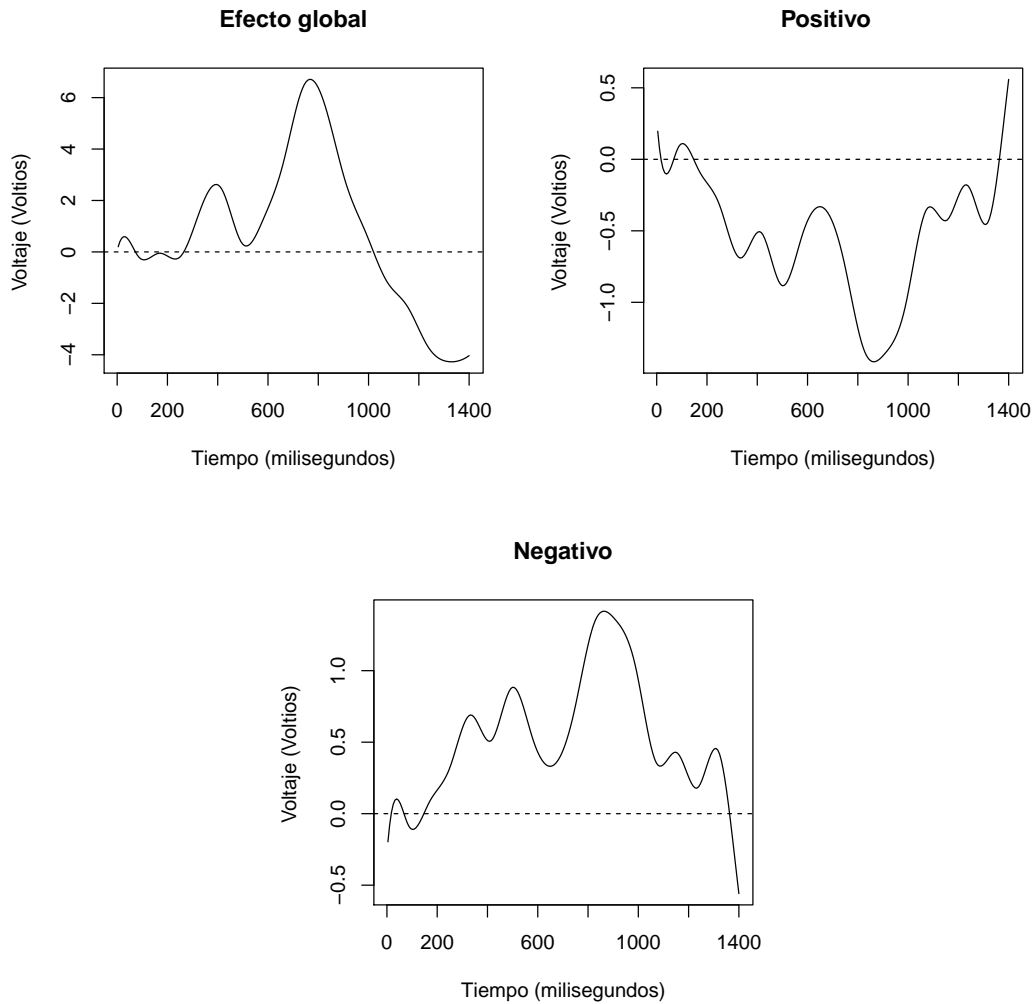 Efecto global
Voltaje (Voltios)
6
4
2
0
−2
−4
0 200 600 1000 1400
Tiempo (milisegundos)
Positivo
Voltaje (Voltios)
0.5
0.0
−0.5
−1.0
0 200 600 1000 1400
Tiempo (milisegundos)
Negativo
Voltaje (Voltios)
1.0
0.5
0.0
−0.5
0 200 600 1000 1400
Tiempo (milisegundos)